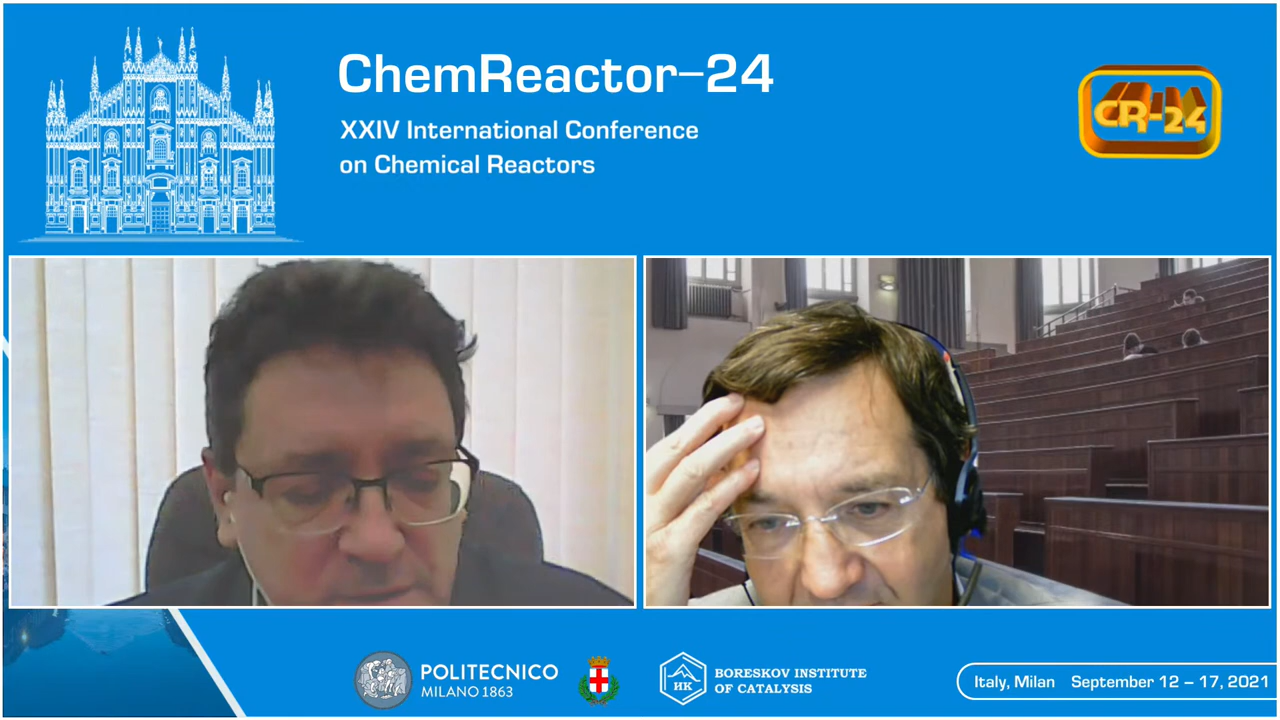 ChemReactor–24
XXIV International Conference
on Chemical Reactors
CR-24
POLITECNICO
MILANO 1863
НК
BORESKOV INSTITUTE
OF CATALYSIS
Italy, Milan September 12 – 17, 2021